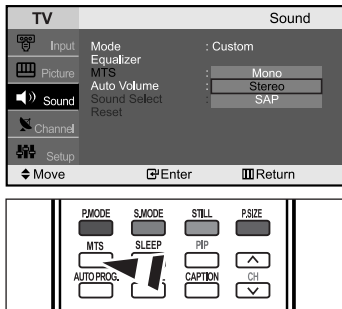 TV Sound
Input
Picture
Sound
Channel
Setup
Mode : Custom
Equalizer
MTS : Mono
Auto Volume : Stereo
Sound Select : SAP
Reset
Move Enter Return
P.MODE S.MODE STILL P.SIZE
MTS SLEEP PIP
AUTO PROG. CAPTION CH